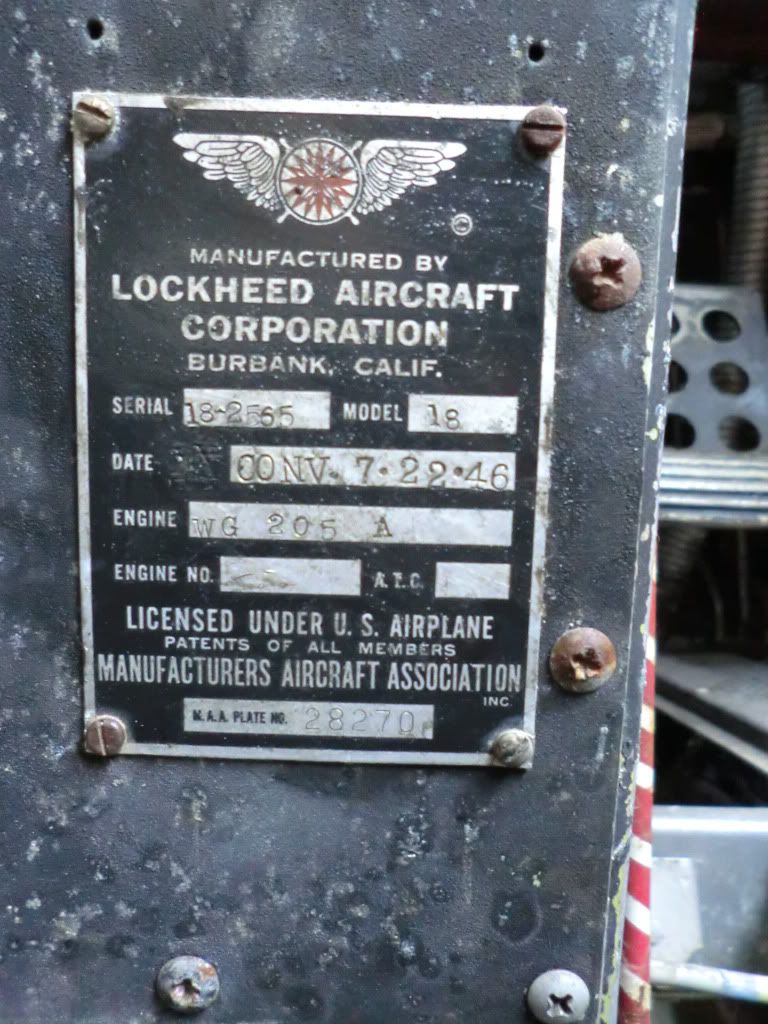 ©
MANUFACTURED BY
LOCKHEED AIRCRAFT
CORPORATION
BURBANK, CALIF.
SERIAL 18-2565 MODEL 18
DATE CONV. 7·22·46
ENGINE WG 205 A
ENGINE NO. A.T.C.
LICENSED UNDER U. S. AIRPLANE
PATENTS OF ALL MEMBERS
MANUFACTURERS AIRCRAFT ASSOCIATION
INC.
M.A.A. PLATE NO. 28270